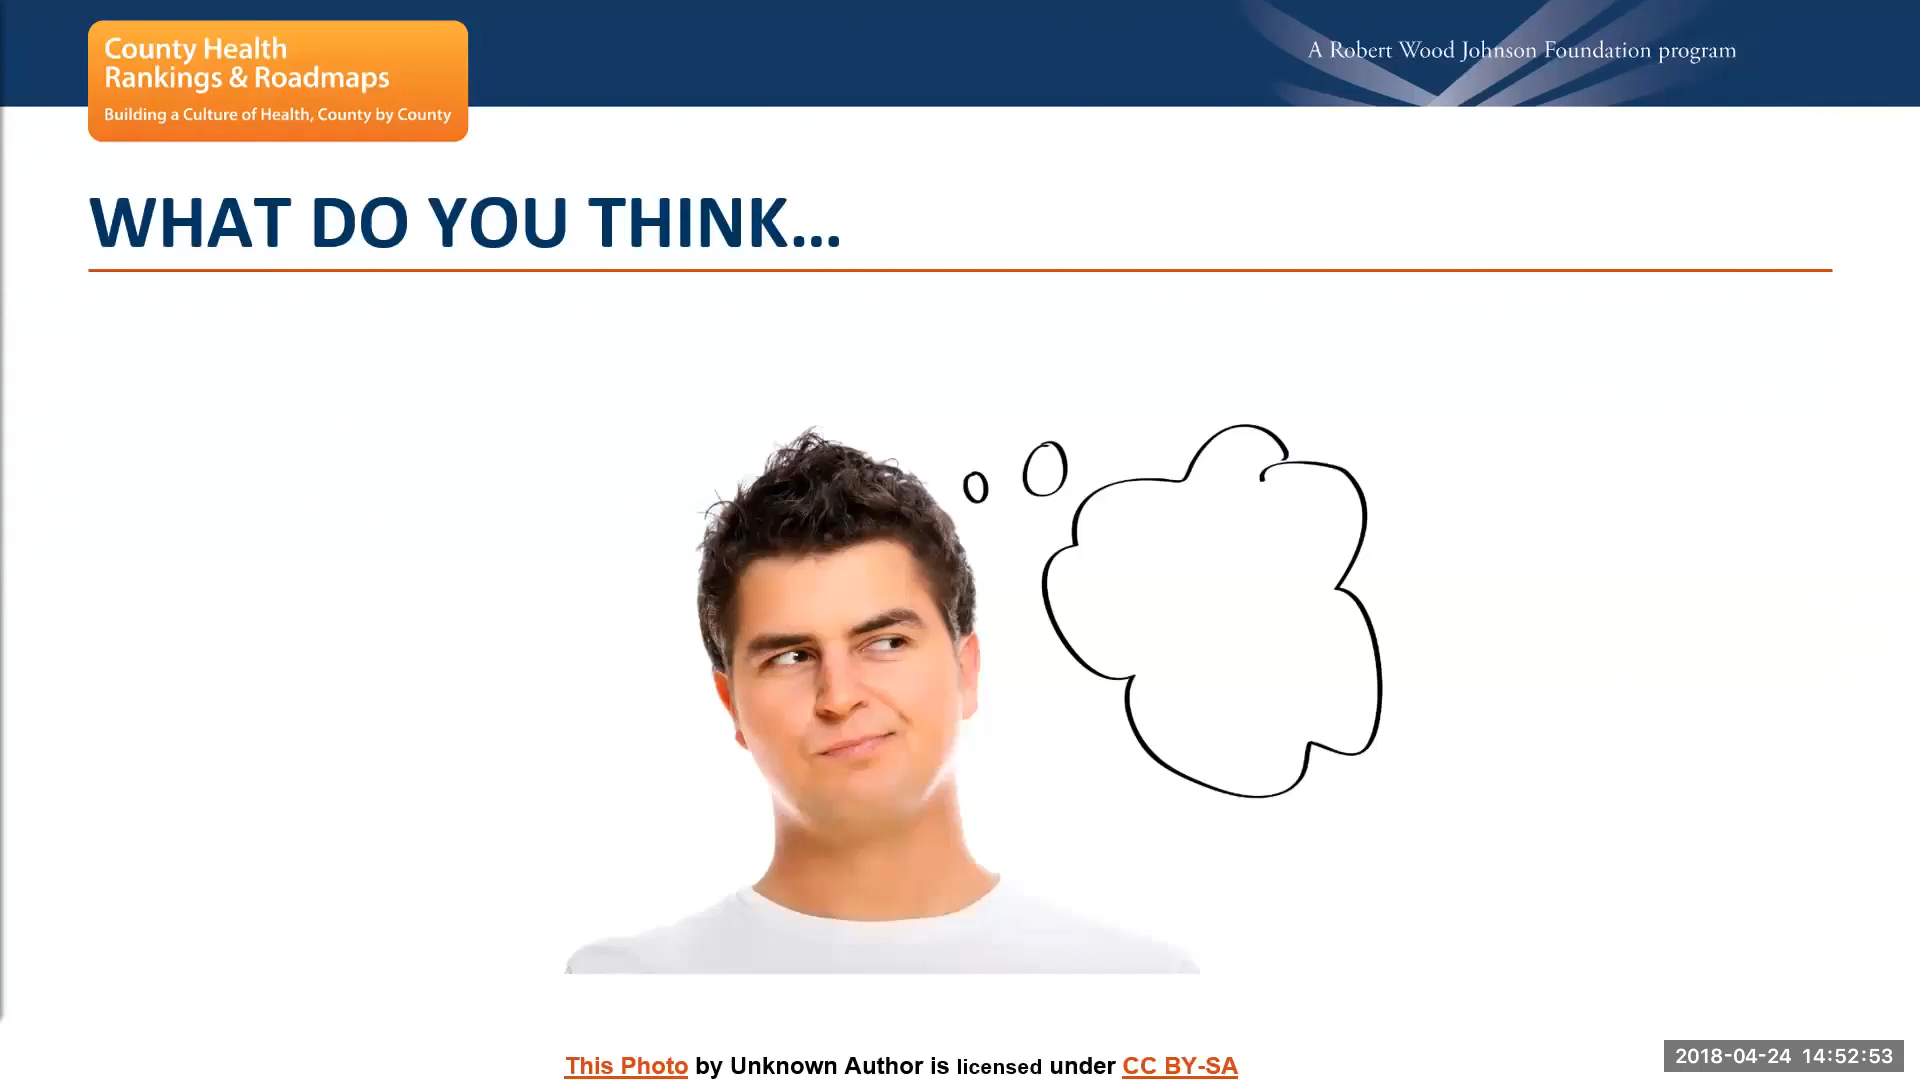 County Health
Rankings & Roadmaps
Building a Culture of Health, County by County
A Robert Wood Johnson Foundation program
WHAT DO YOU THINK...
This Photo by Unknown Author is licensed under CC BY-SA
2018-04-24 14:52:53